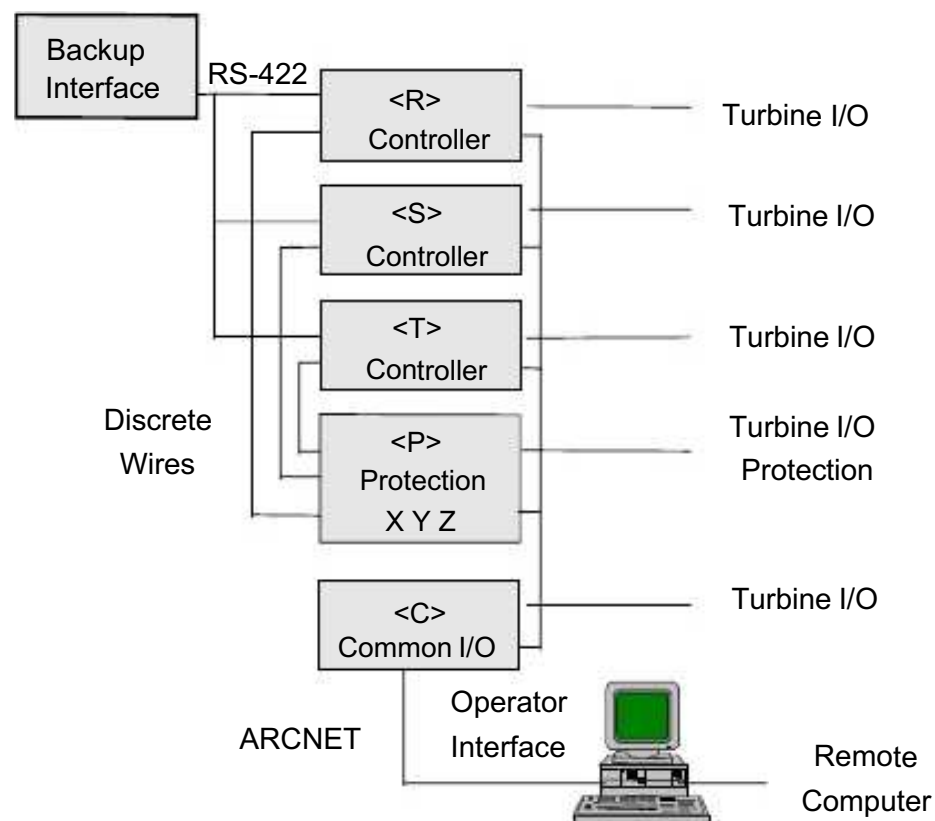 Backup
Interface
RS-422
<R>
Controller
Turbine I/O
<S>
Controller
Turbine I/O
<T>
Controller
Turbine I/O
Discrete
Wires
<P>
Protection
X Y Z
Turbine I/O
Protection
<C>
Common I/O
Turbine I/O
ARCNET
Operator
Interface
Remote
Computer